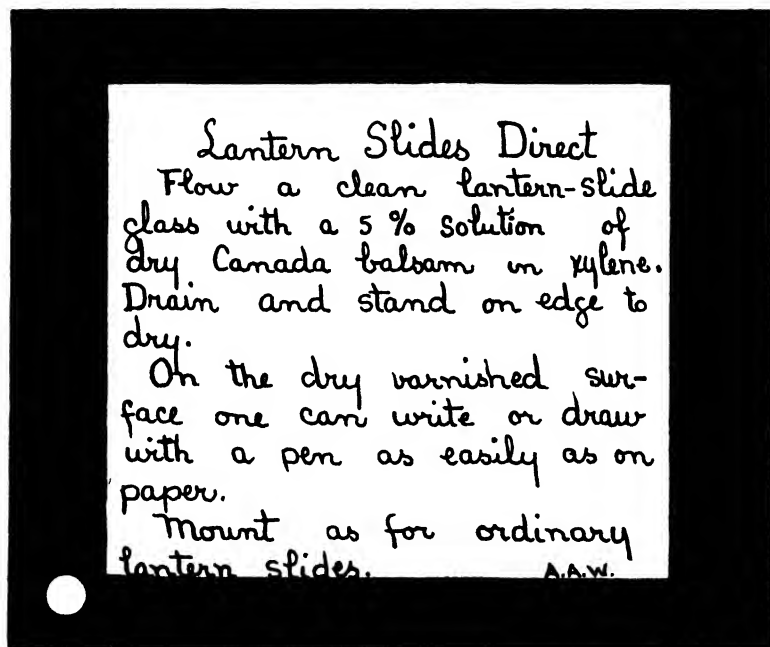 Lantern Slides Direct
Flow a clean lantern-slide
glass with a 5 % solution of
dry Canada balsam in xylene.
Drain and stand on edge to
dry.
On the dry varnished sur-
face one can write or draw
with a pen as easily as on
paper.
Mount as for ordinary
lantern slides. A.A.W.